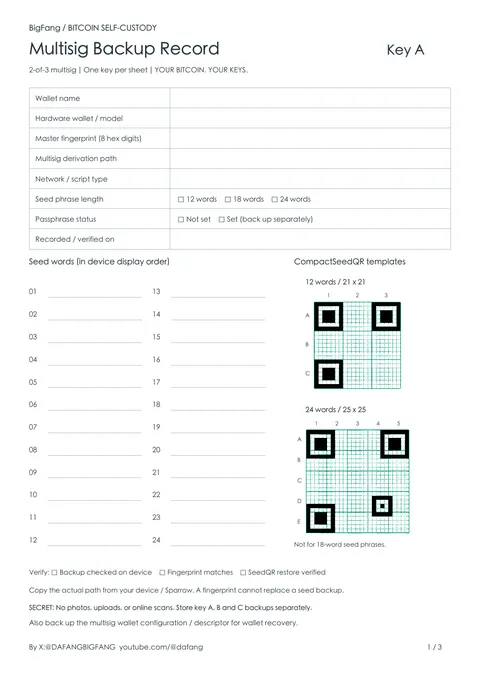 BigFang / BITCOIN SELF-CUSTODY
Multisig Backup Record
Key A
2-of-3 multisig | One key per sheet | YOUR BITCOIN. YOUR KEYS.
Wallet name
Hardware wallet / model
Master fingerprint (8 hex digits)
Multisig derivation path
Network / script type
Seed phrase length ☐ 12 words ☐ 18 words ☐ 24 words
Passphrase status ☐ Not set ☐ Set (back up separately)
Recorded / verified on
Seed words (in device display order)
01 13
02 14
03 15
04 16
05 17
06 18
07 19
08 20
09 21
10 22
11 23
12 24
CompactSeedQR templates
12 words / 21 x 21
1 2 3
A
B
C
24 words / 25 x 25
1 2 3 4 5
A
B
C
D
E
Not for 18-word seed phrases.
Verify: ☐ Backup checked on device ☐ Fingerprint matches ☐ SeedQR restore verified
Copy the actual path from your device / Sparrow. A fingerprint cannot replace a seed backup.
SECRET: No photos, uploads, or online scans. Store key A, B and C backups separately.
Also back up the multisig wallet configuration / descriptor for wallet recovery.
By X:@DAFANGBIGFANG youtube.com/@dafang
1 / 3